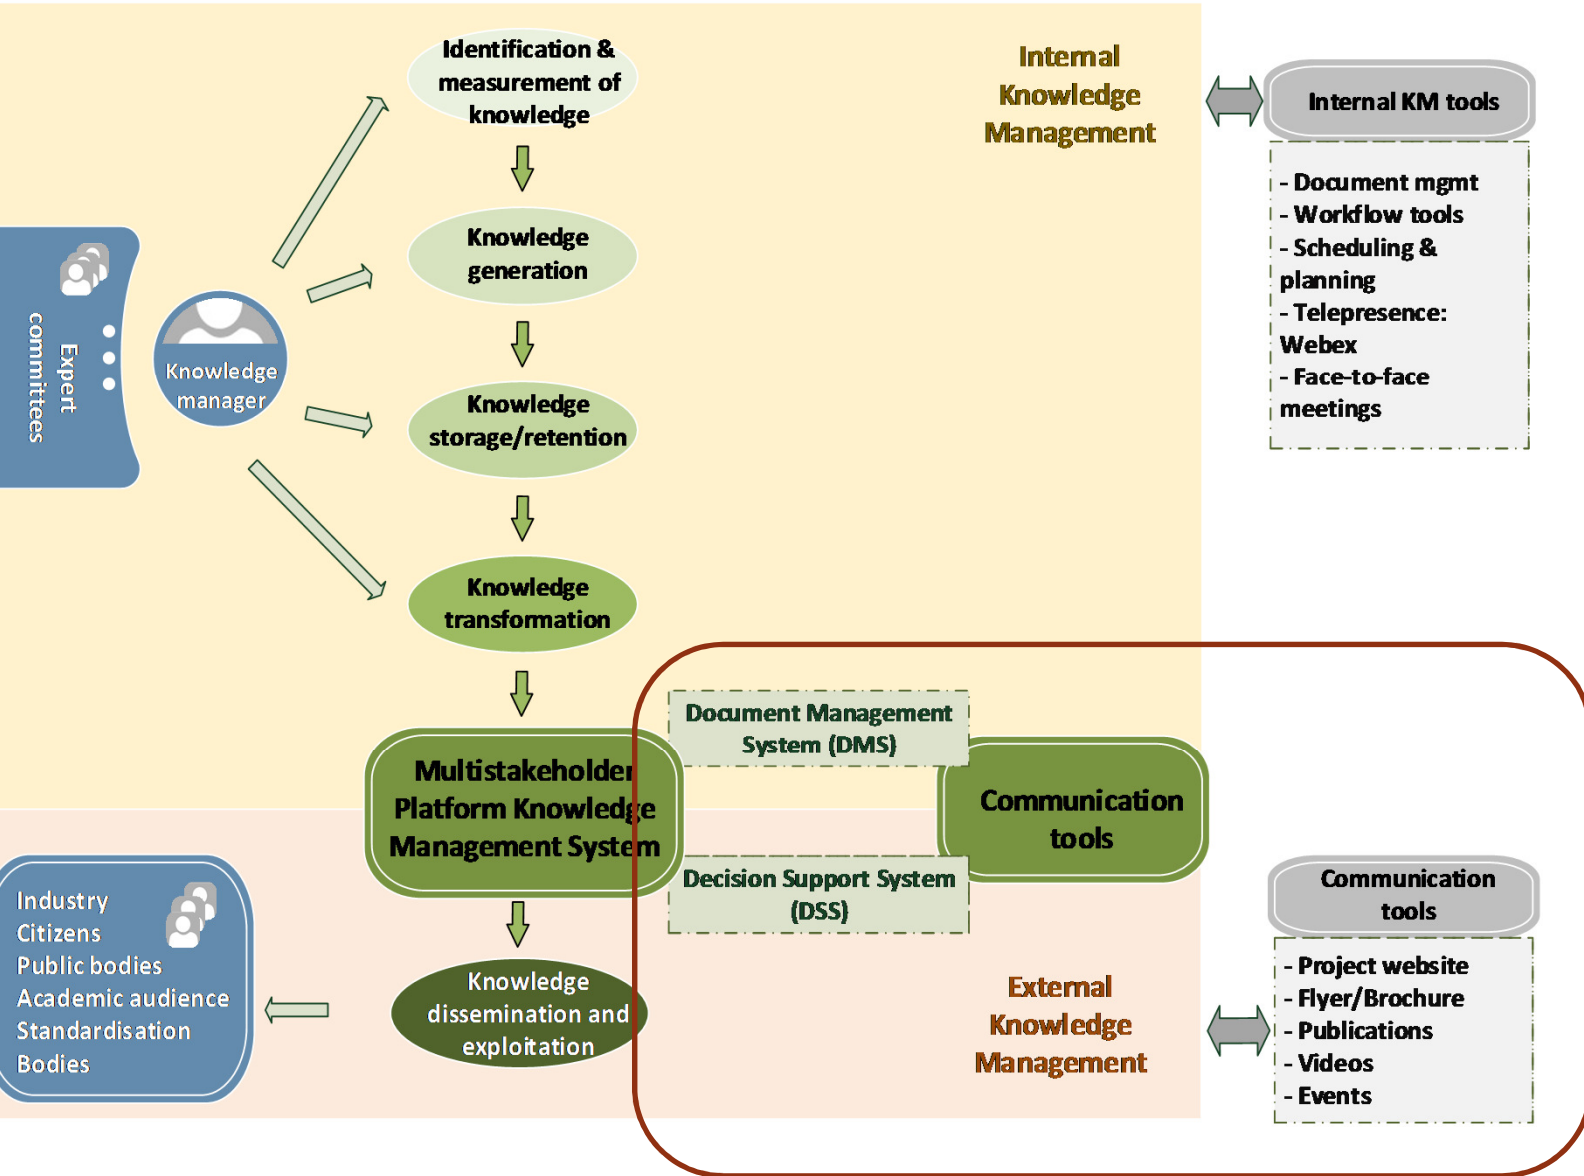 Identification &
measurement of
knowledge
Internal
Knowledge
Management
Internal KM tools
- Document mgmt
- Workflow tools
- Scheduling &
planning
- Telepresence:
Webex
- Face-to-face
meetings
Knowledge
generation
Expert
committees
Knowledge
manager
Knowledge
storage/retention
Knowledge
transformation
Document Management
System (DMS)
Multistakeholder
Platform Knowledge
Management System
Communication
tools
Decision Support System
(DSS)
Industry
Citizens
Public bodies
Academic audience
Standardisation
Bodies
Knowledge
dissemination and
exploitation
External
Knowledge
Management
Communication
tools
- Project website
- Flyer/Brochure
- Publications
- Videos
- Events